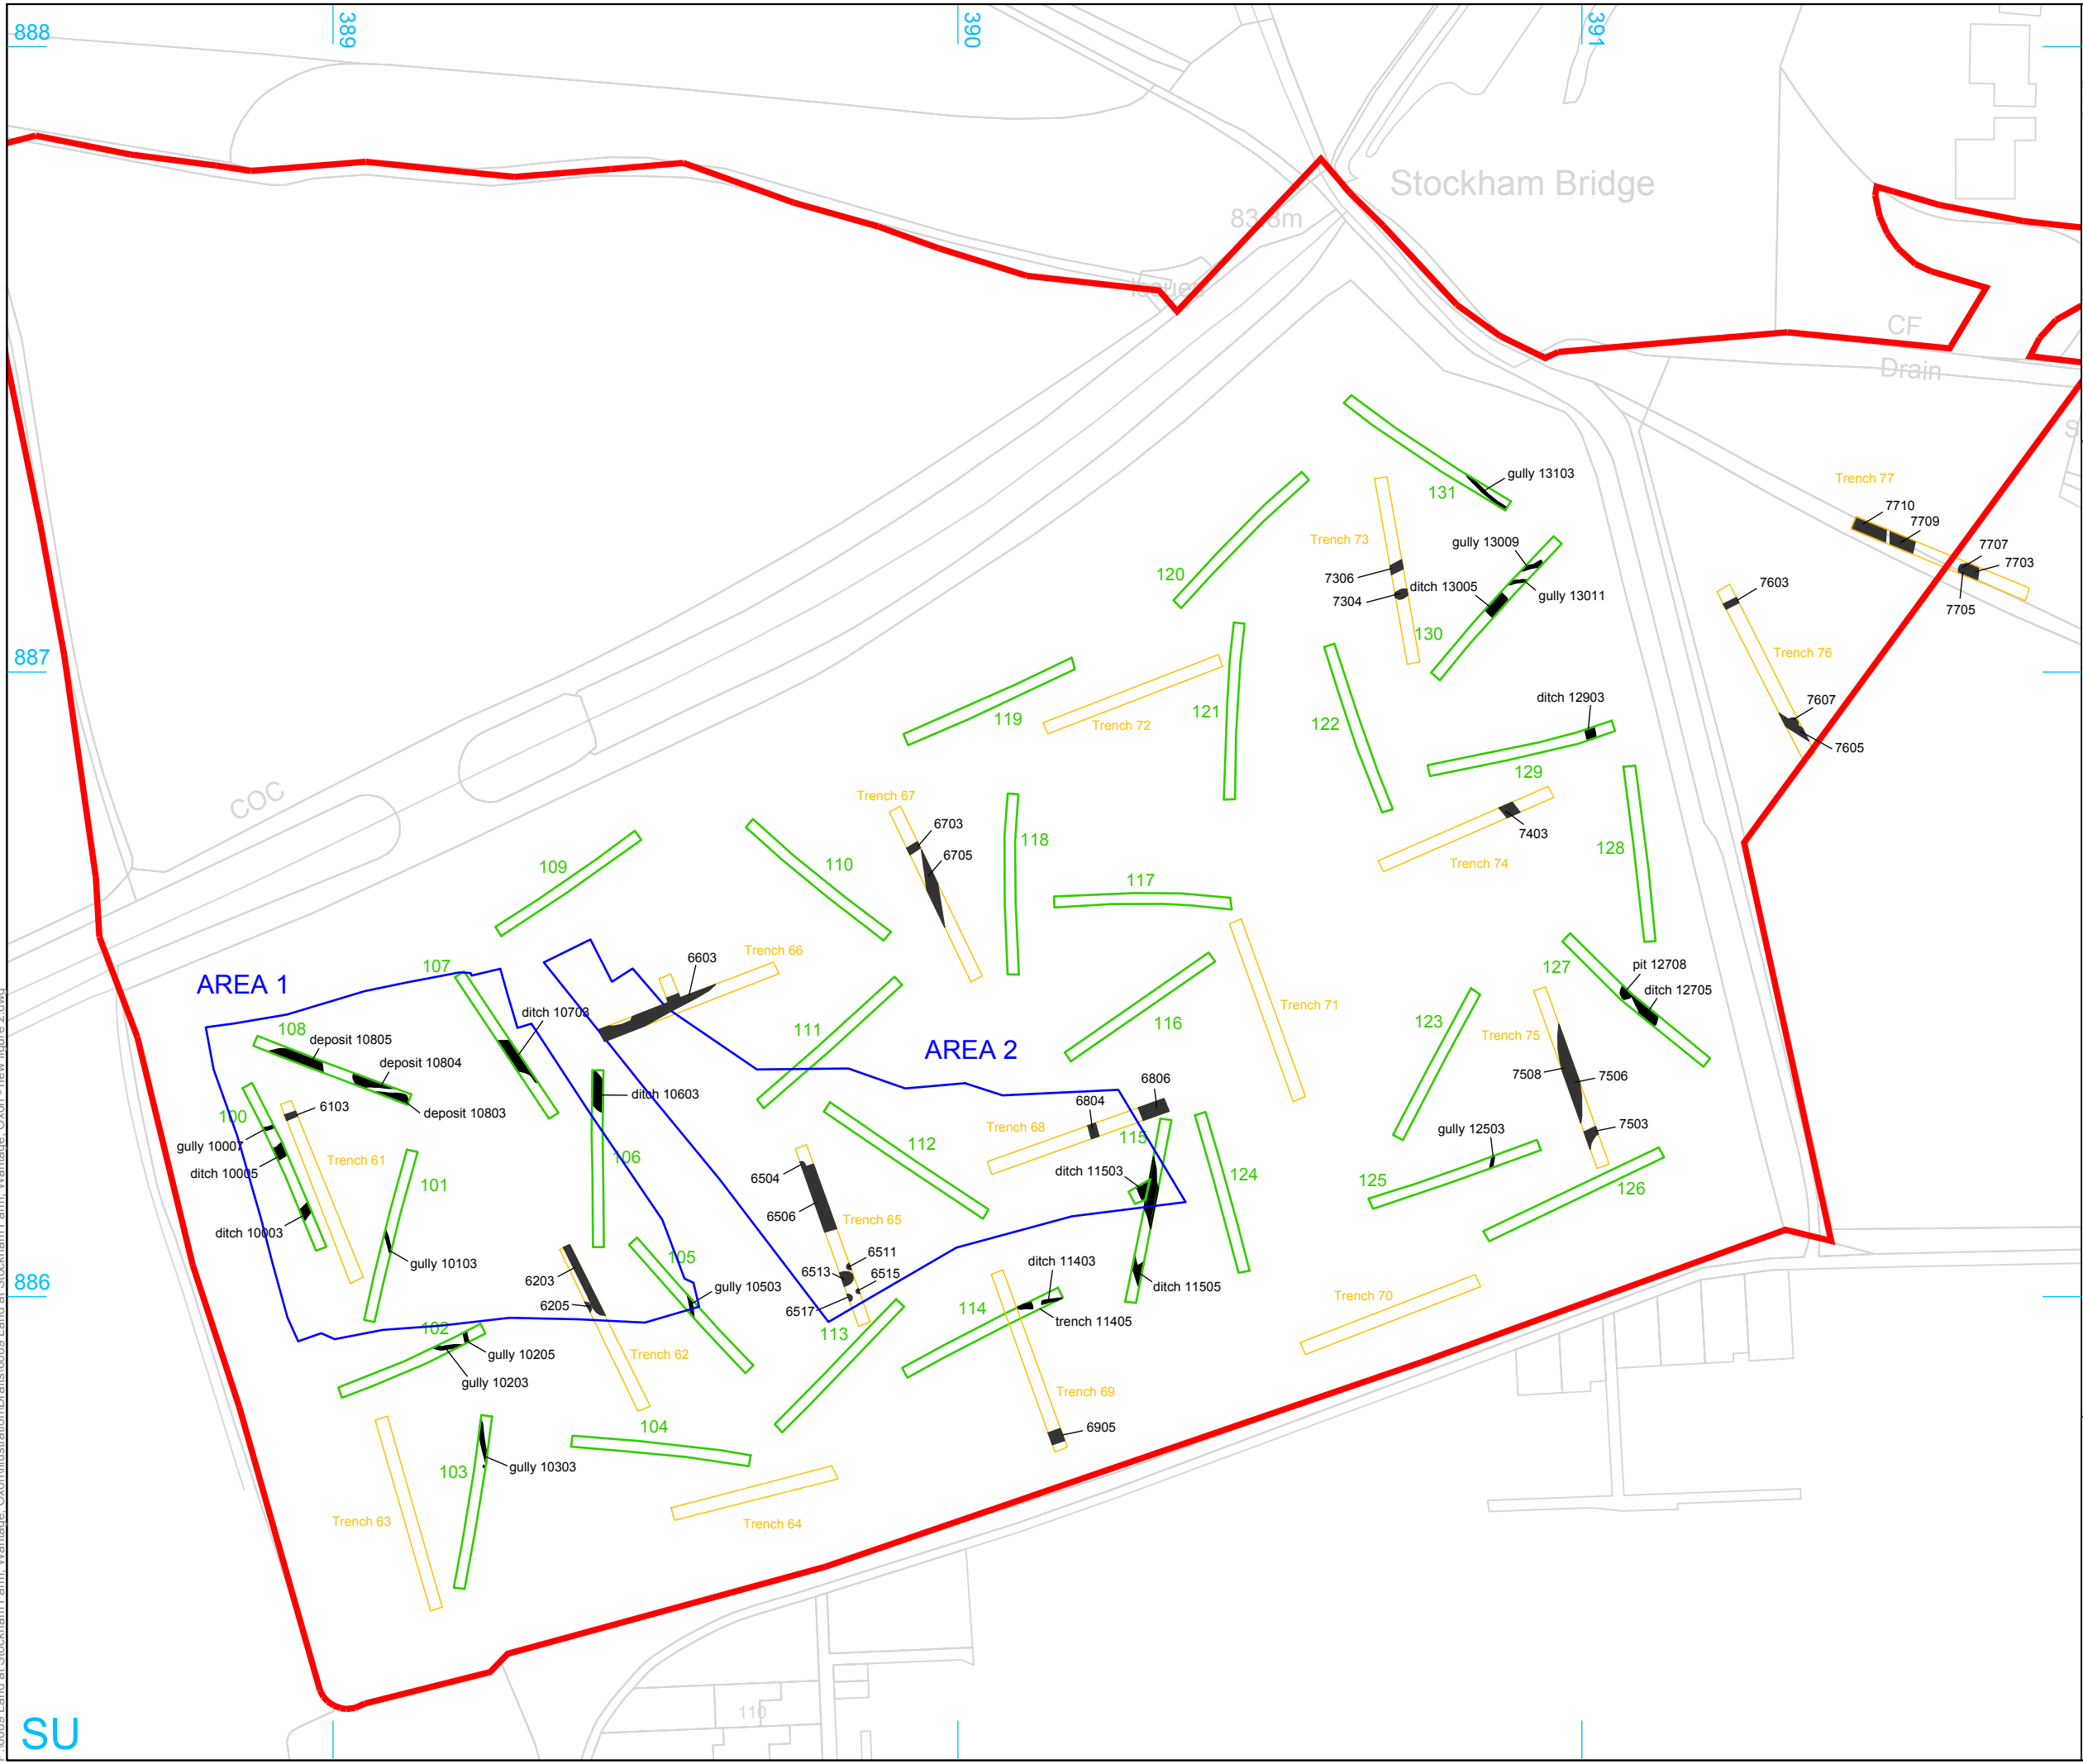 888
389
390
391
Stockham Bridge
83.8m
Issues
CF
Drain
S
131
gully 13103
Trench 77
7710
7709
7707
7703
7705
Trench 73
gully 13009
7306
7304
ditch 13005
gully 13011
120
130
7603
Trench 76
7607
7605
887
119
Trench 72
121
122
ditch 12903
129
COC
Trench 67
6703
6705
118
7403
Trench 74
128
109
110
117
Trench 66
6603
107
AREA 1
ditch 10703
127
pit 12708
ditch 12705
Trench 71
116
111
AREA 2
123
Trench 75
7508
7506
7503
108
deposit 10805
deposit 10804
deposit 10803
ditch 10603
6806
6804
100
6103
gully 10007
ditch 10005
Trench 61
106
112
Trench 68
115
gully 12503
101
6504
ditch 11503
124
125
126
6506
Trench 65
ditch 10003
gully 10103
105
6203
6205
gully 10503
6511
6513
6515
6517
ditch 11403
ditch 11505
886
Trench 70
102
gully 10205
gully 10203
Trench 62
113
114
trench 11405
Trench 69
104
6905
103
gully 10303
Trench 63
Trench 64
110
SU